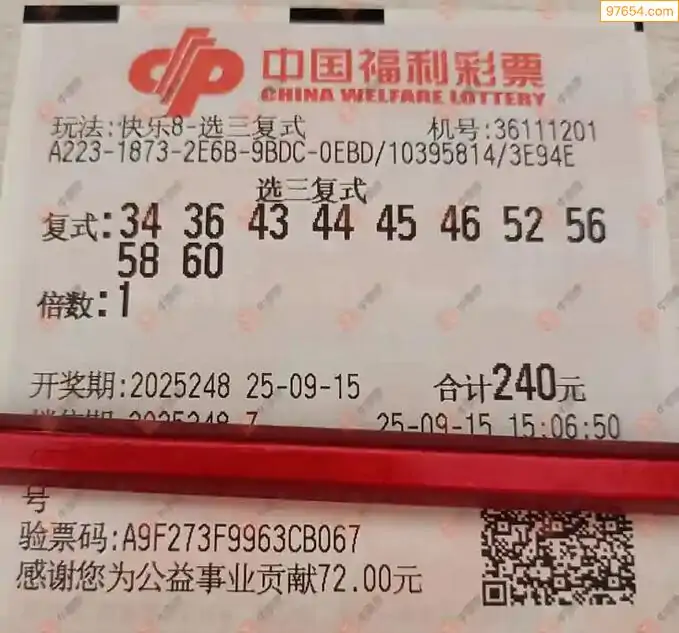 97654.com
中国福利彩票
CHINA WELFARE LOTTERY
玩法:快乐8-选三复式 机号:36111201
A223-1873-2E6B-9BDC-0EBD/10395814/3E94E
选三复式
复式:34 36 43 44 45 46 52 56
58 60
倍数:1
开奖期:2025248 25-09-15 合计240元
25-09-15 15:06:50
号
验票码:A9F273F9963CB067
感谢您为公益事业贡献72.00元